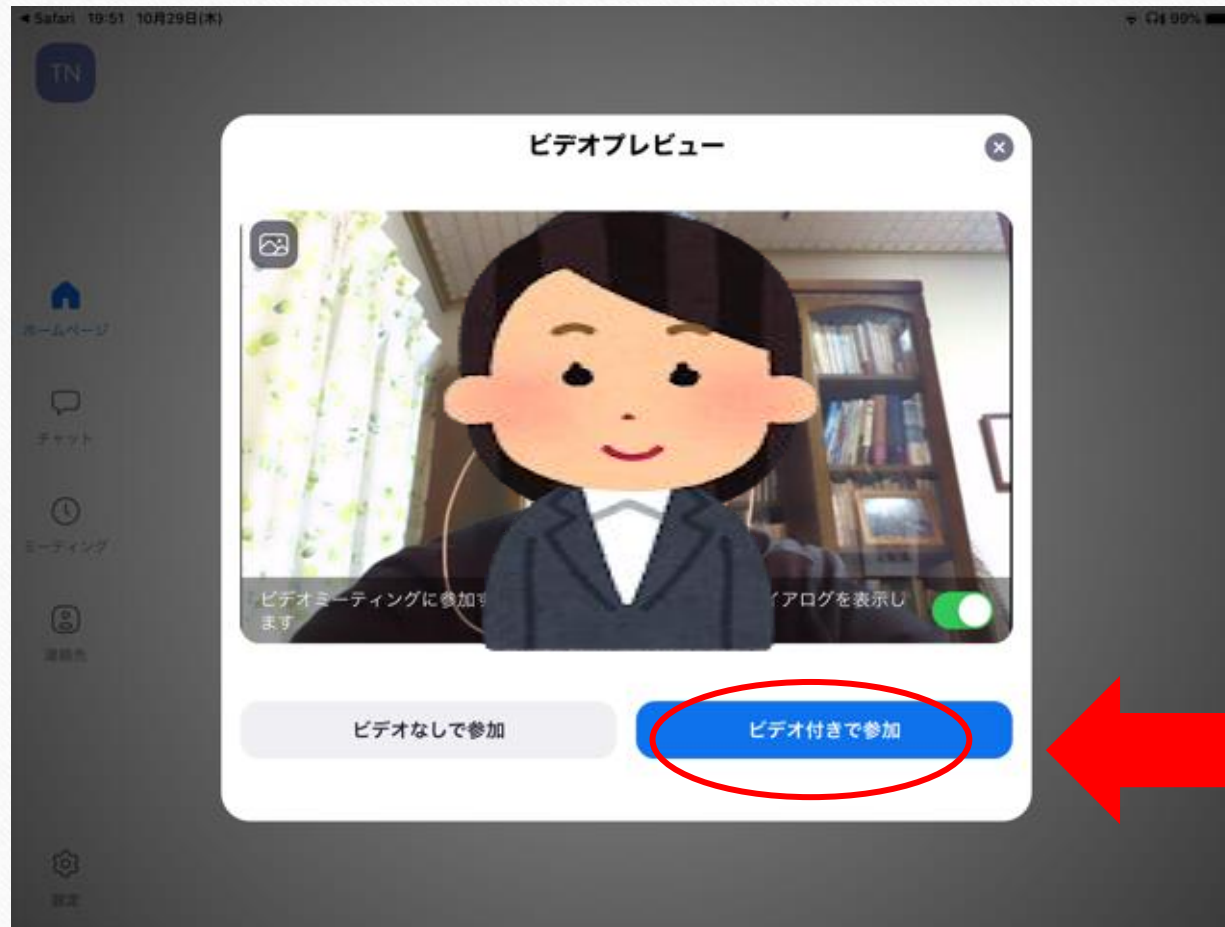 Safari 19:51 10月29日(木)
99%
TN
ビデオプレビュー
ホームページ
チャット
ミーティング
連絡先
ビデオミーティングに参加す
イアログを表示し
ます
ビデオなしで参加
ビデオ付きで参加
設定